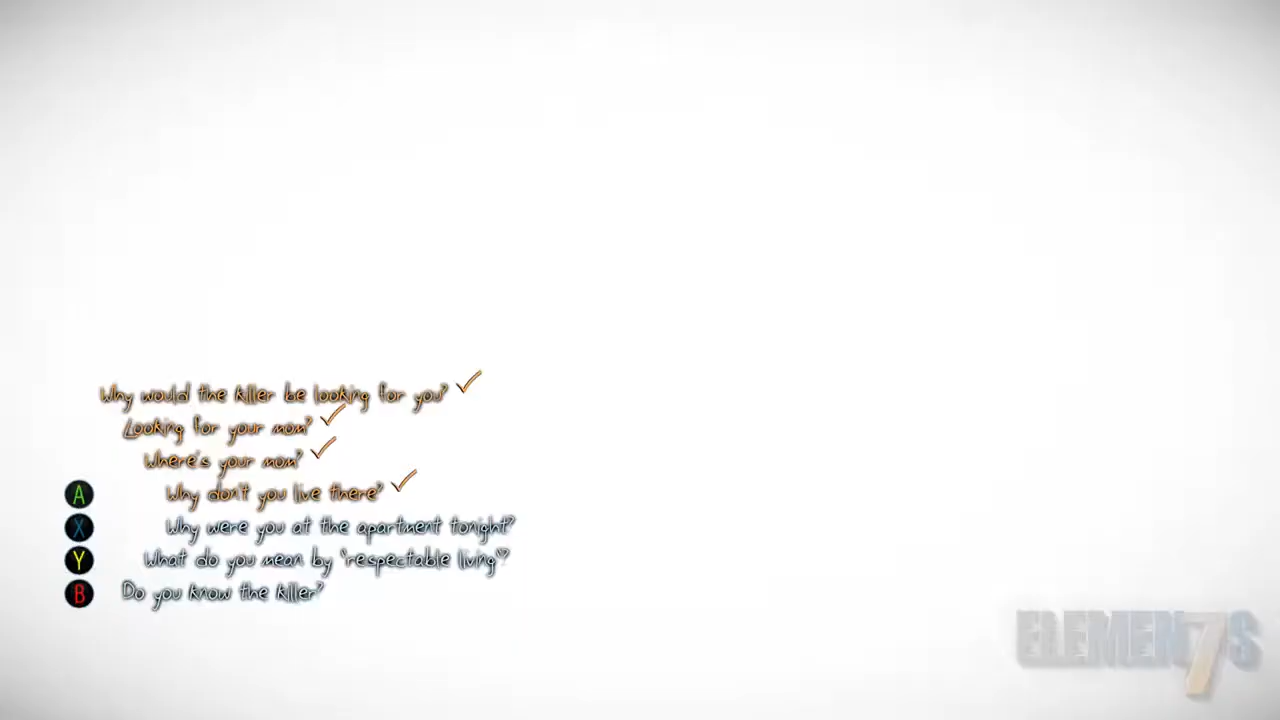 Why would the killer be looking for you?
Looking for your mom?
Where's your mom?
A Why don't you live there?
X Why were you at the apartment tonight?
Y What do you mean by 'respectable living'?
B Do you know the killer?
ELEMEN7S